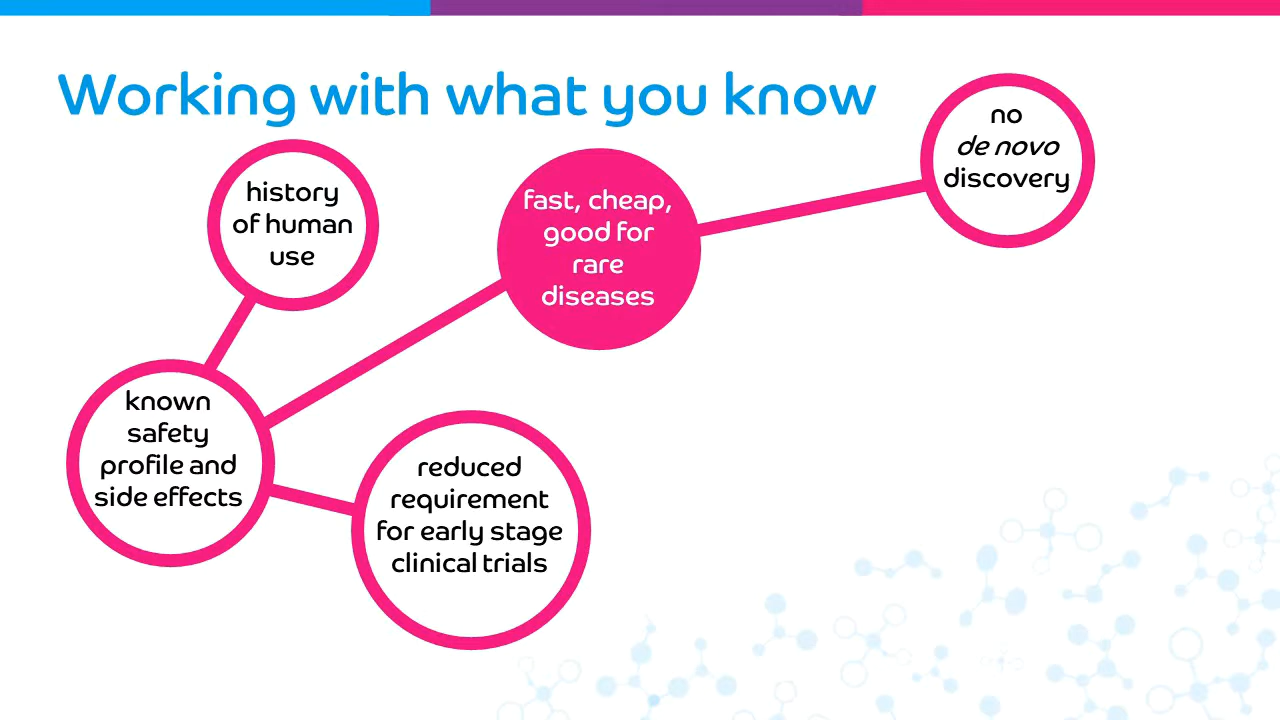 Working with what you know
no
de novo
discovery
history
of human
use
fast, cheap,
good for
rare
diseases
known
safety
profile and
side effects
reduced
requirement
for early stage
clinical trials